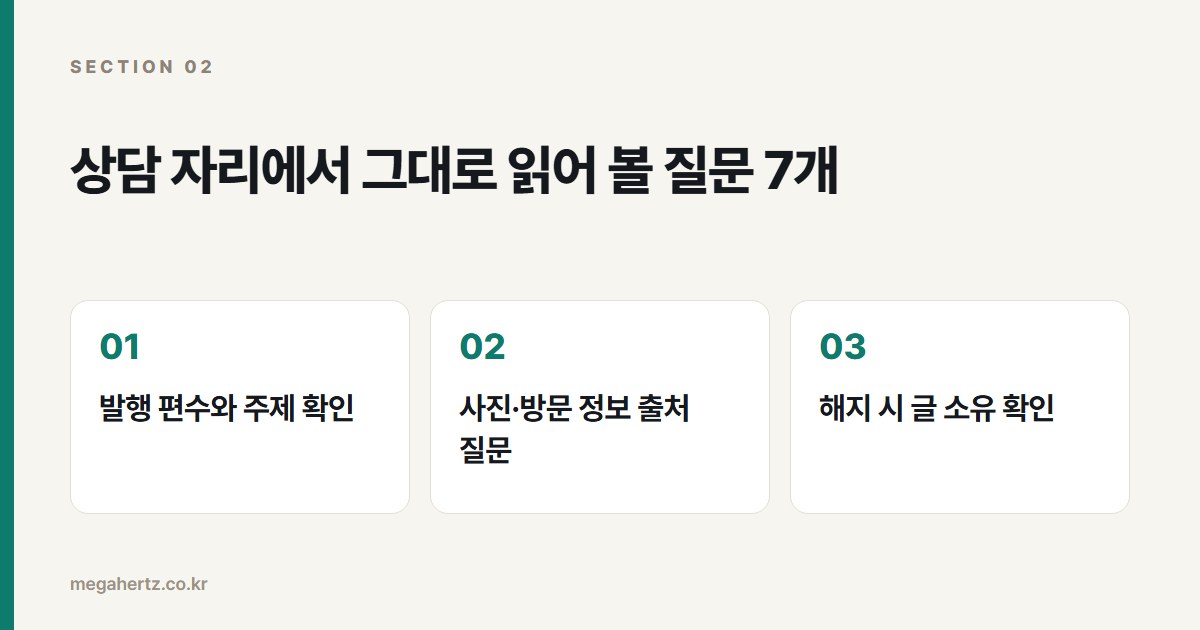 SECTION 02
상담 자리에서 그대로 읽어 볼 질문 7개
01
발행 편수와 주제 확인
02
사진·방문 정보 출처
질문
03
해지 시 글 소유 확인
megahertz.co.kr